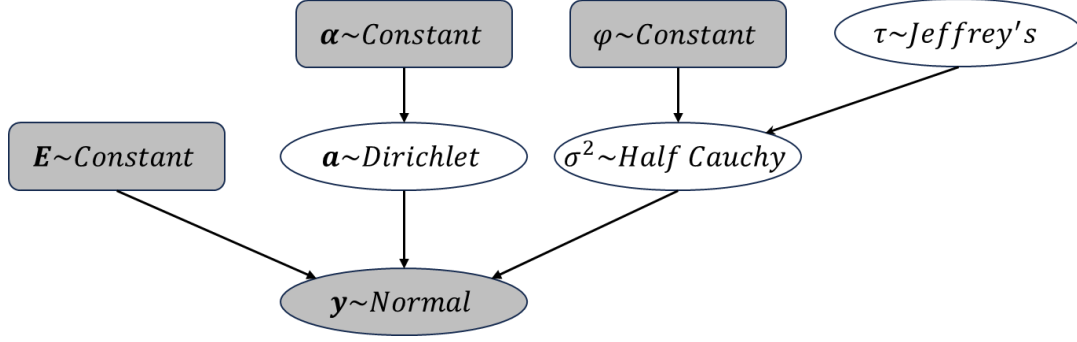 α~Constant
φ~Constant
τ~Jeffrey's
E~Constant
a~Dirichlet
σ²~Half Cauchy
y~Normal